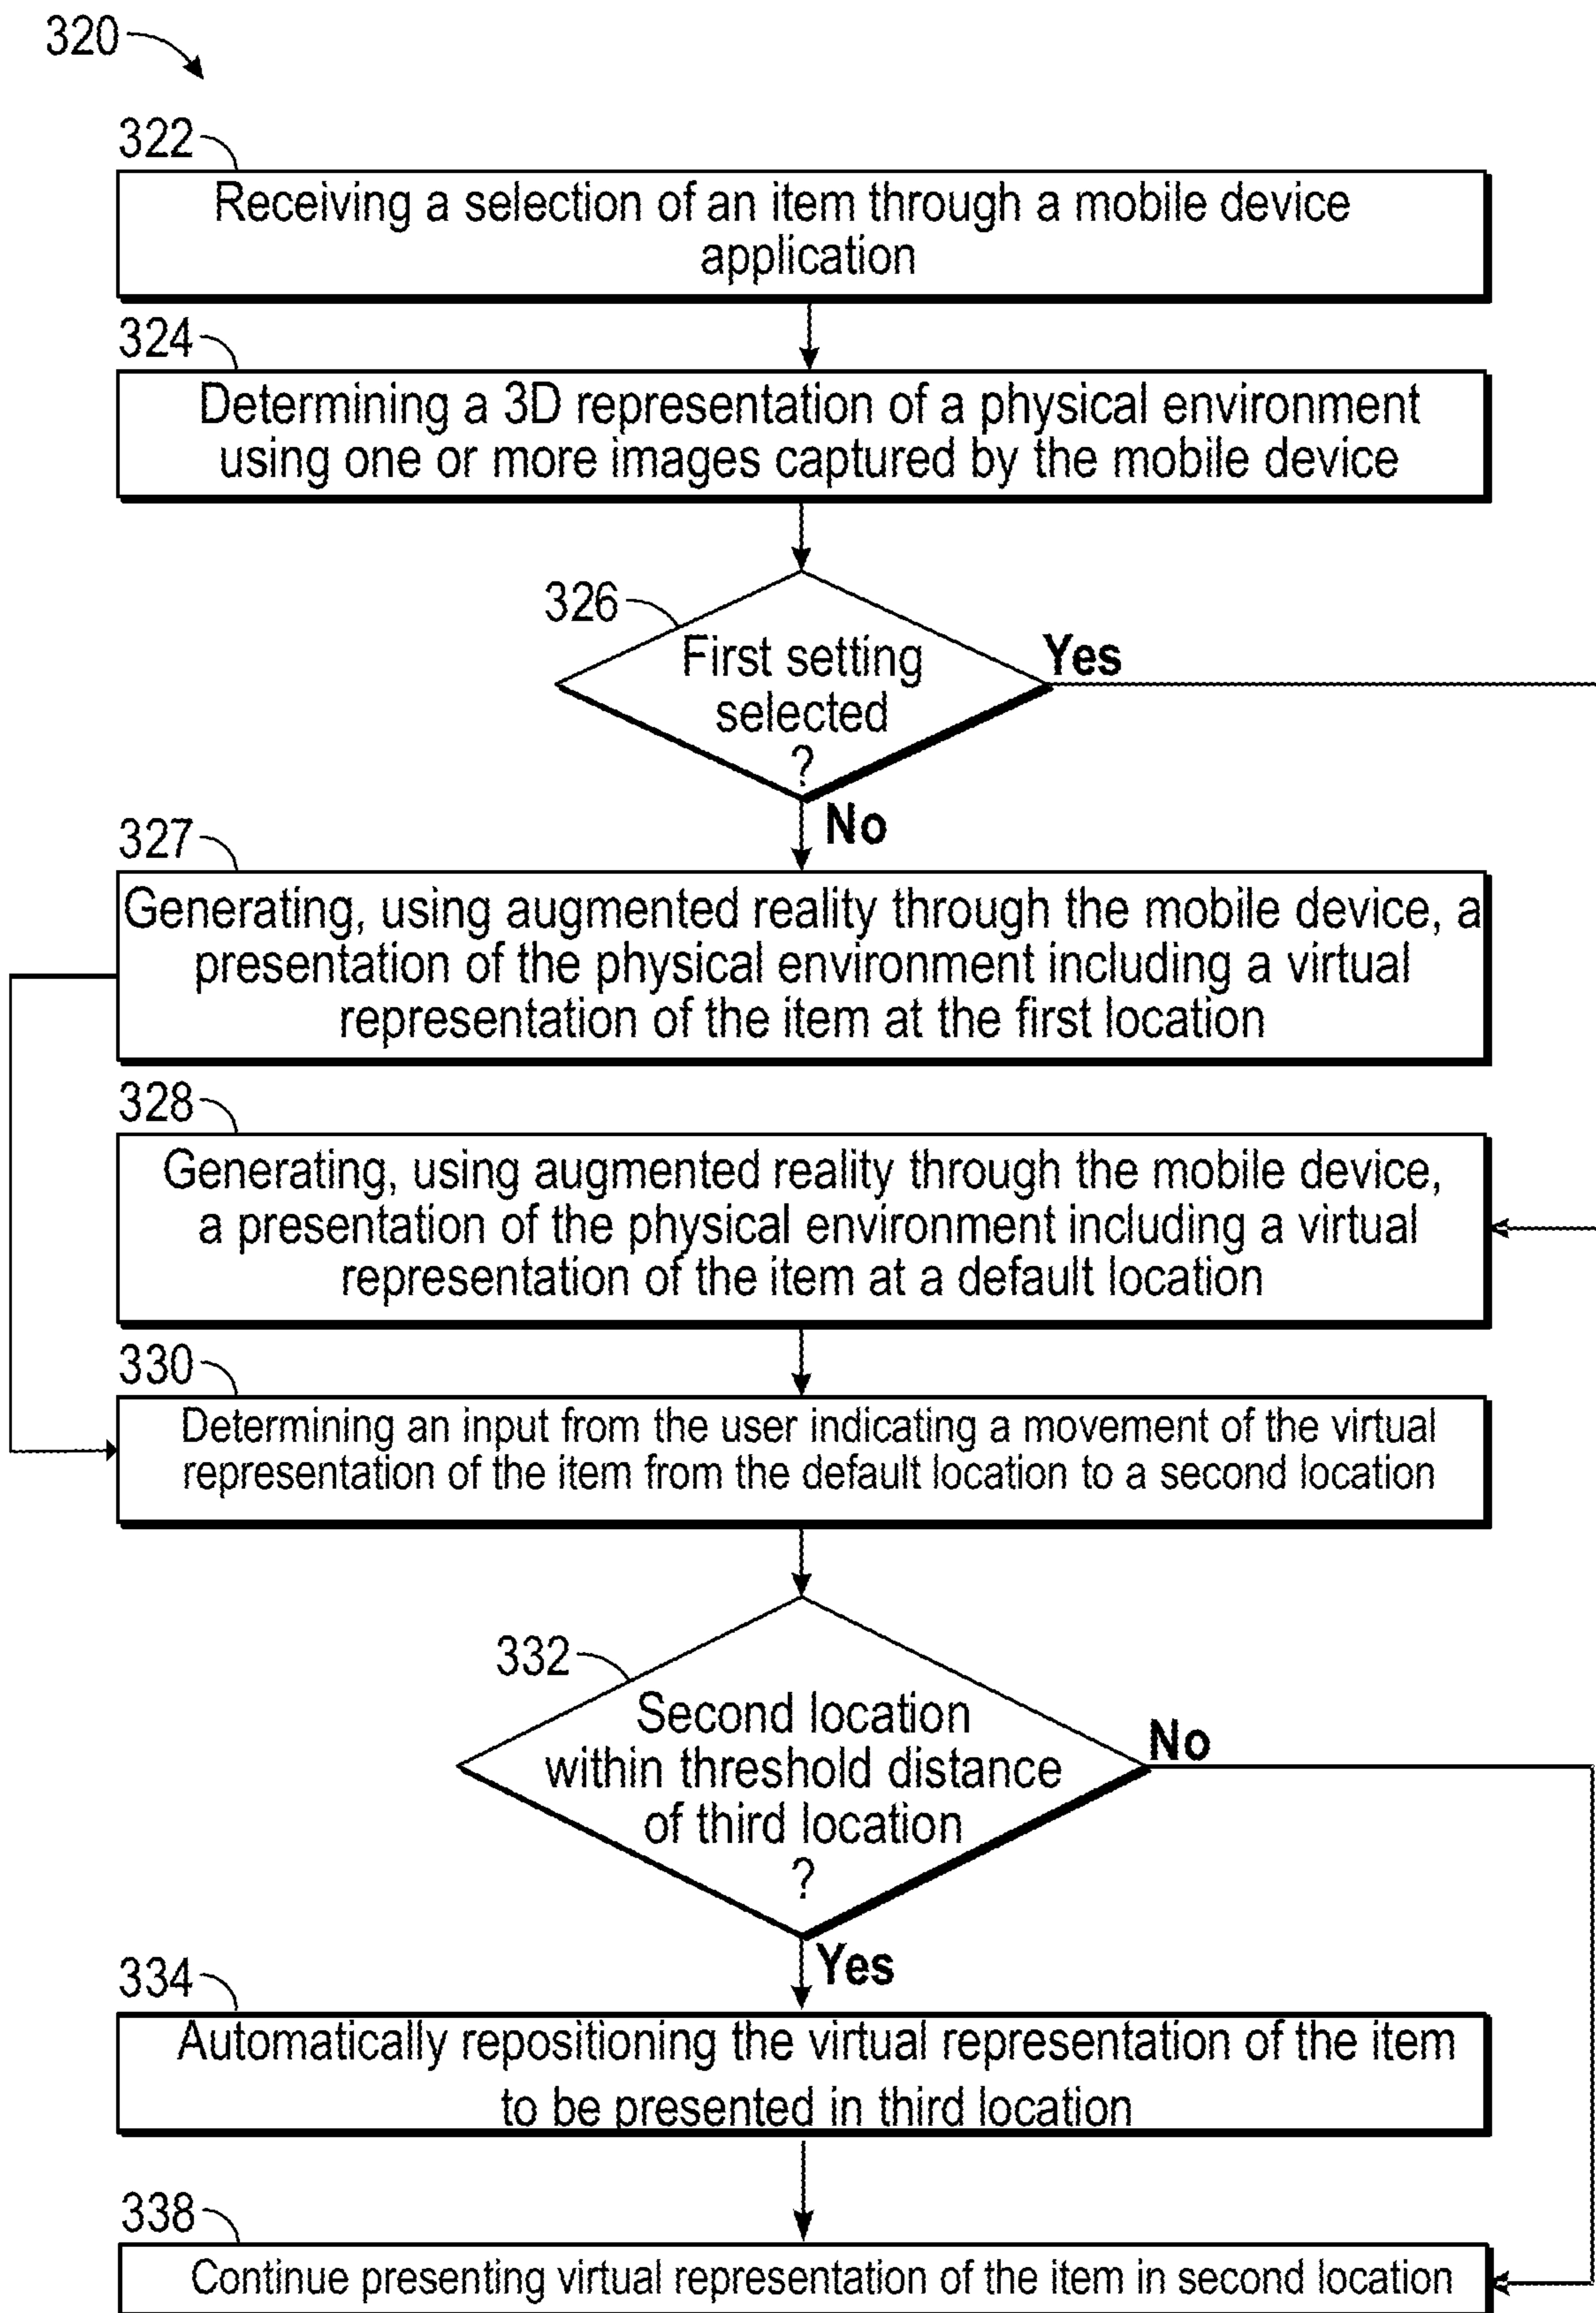 320
322
Receiving a selection of an item through a mobile device
application
324
Determining a 3D representation of a physical environment
using one or more images captured by the mobile device
326
First setting
selected
?
Yes
No
327
Generating, using augmented reality through the mobile device, a
presentation of the physical environment including a virtual
representation of the item at the first location
328
Generating, using augmented reality through the mobile device,
a presentation of the physical environment including a virtual
representation of the item at a default location
330
Determining an input from the user indicating a movement of the virtual
representation of the item from the default location to a second location
332
Second location
within threshold distance
of third location
?
No
Yes
334
Automatically repositioning the virtual representation of the item
to be presented in third location
338
Continue presenting virtual representation of the item in second location